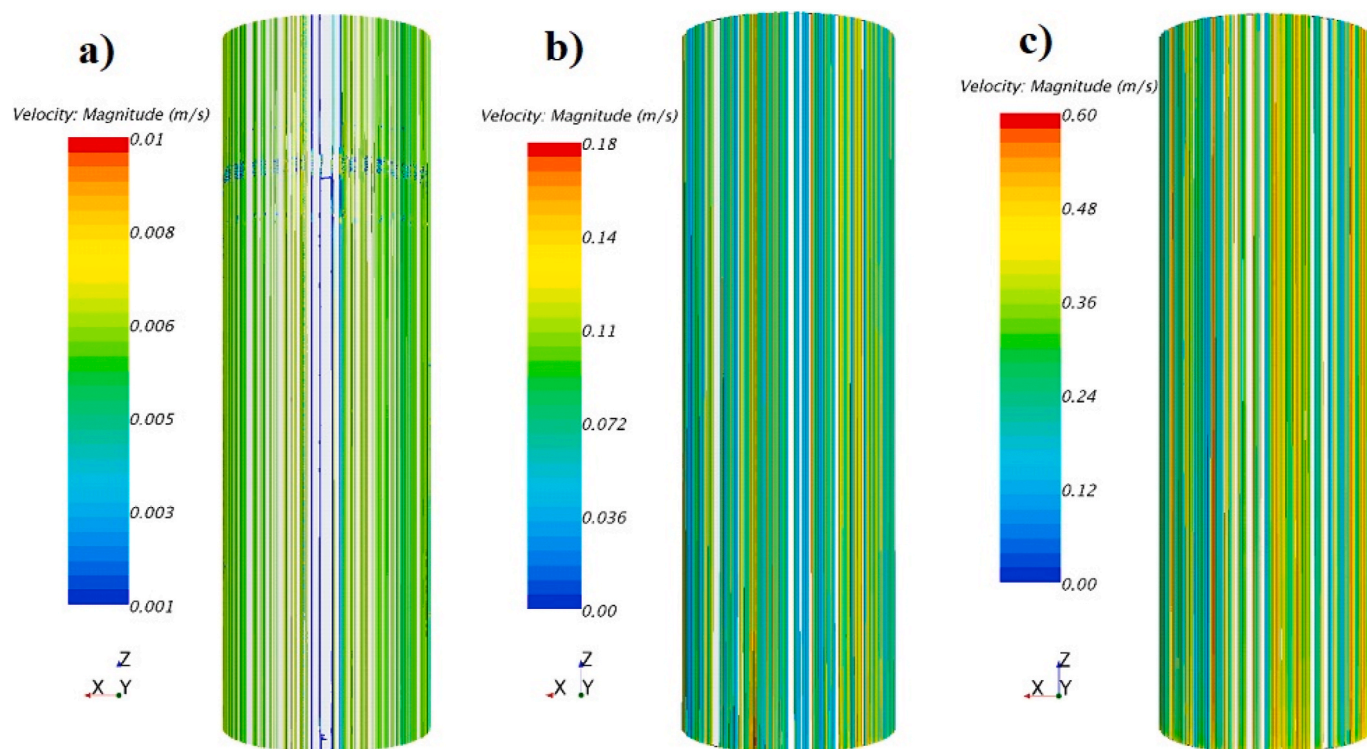 a)
Velocity: Magnitude (m/s)
0.01
0.008
0.006
0.005
0.003
0.001
Z
X Y
b)
Velocity: Magnitude (m/s)
0.18
0.14
0.11
0.072
0.036
0.00
Z
X Y
c)
Velocity: Magnitude (m/s)
0.60
0.48
0.36
0.24
0.12
0.00
Z
X Y